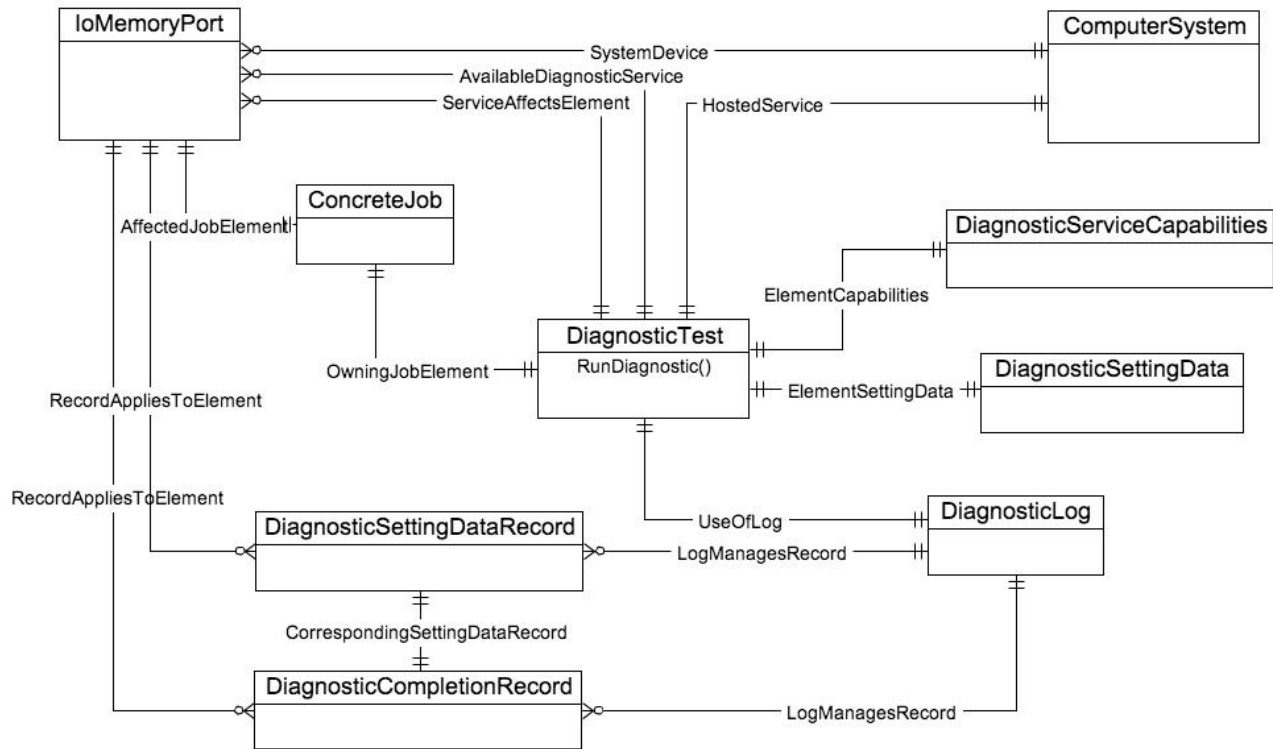 IoMemoryPort
ComputerSystem
SystemDevice
AvailableDiagnosticService
ServiceAffectsElement
HostedService
ConcreteJob
AffectedJobElement
DiagnosticServiceCapabilities
ElementCapabilities
DiagnosticTest
RunDiagnostic()
OwningJobElement
DiagnosticSettingData
ElementSettingData
RecordAppliesToElement
RecordAppliesToElement
DiagnosticSettingDataRecord
UseOfLog
DiagnosticLog
LogManagesRecord
CorrespondingSettingDataRecord
DiagnosticCompletionRecord
LogManagesRecord